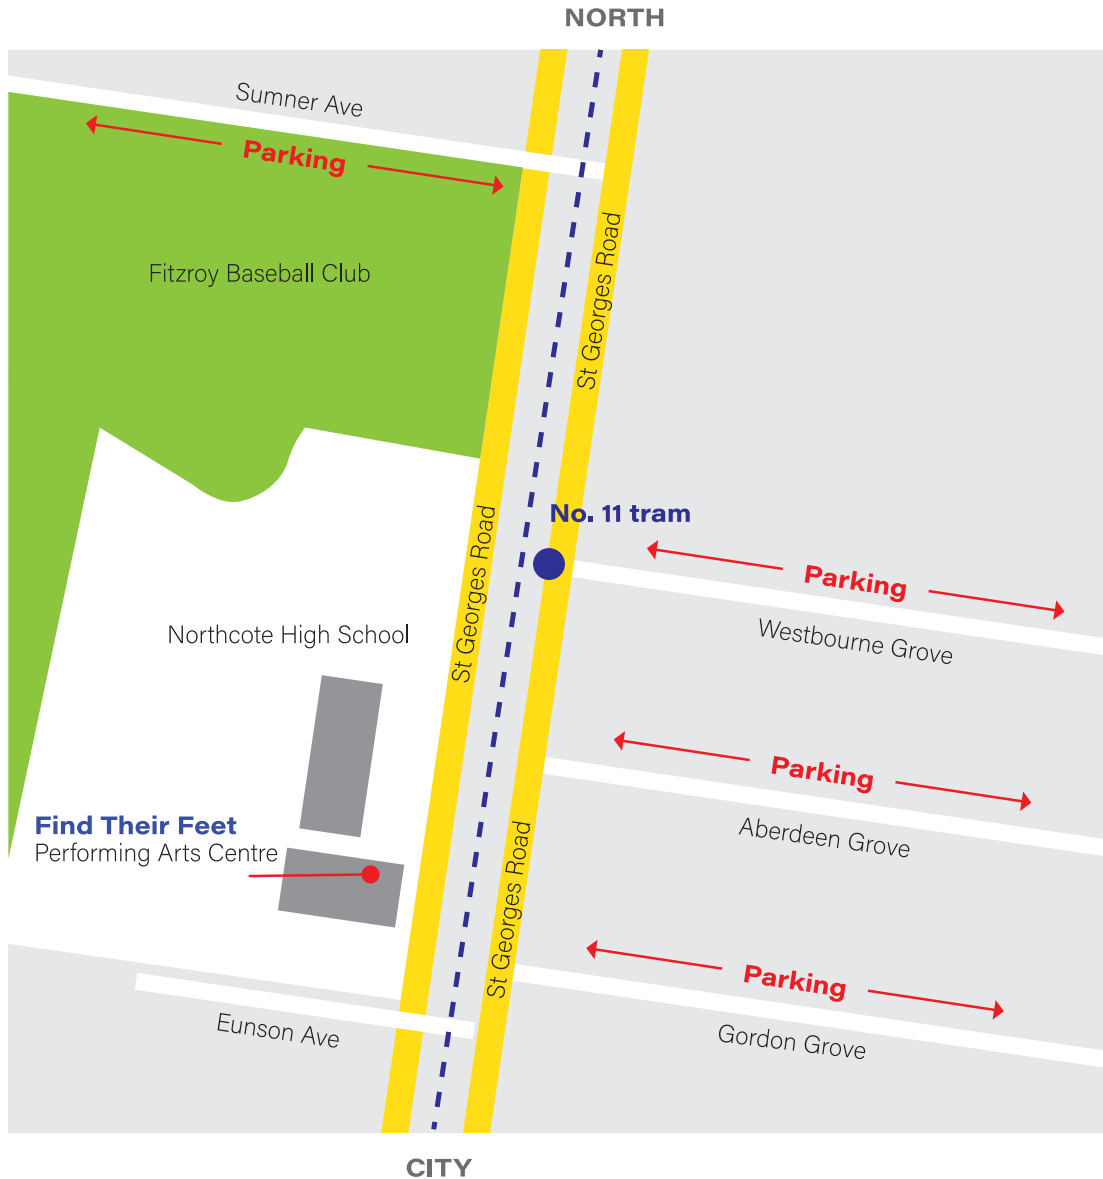 NORTH
Sumner Ave
Parking
St Georges Road
Fitzroy Baseball Club
No. 11 tram
St Georges Road
Parking
Westbourne Grove
Northcote High School
Parking
Aberdeen Grove
Find Their Feet
Performing Arts Centre
St Georges Road
Parking
Eunson Ave
Gordon Grove
CITY